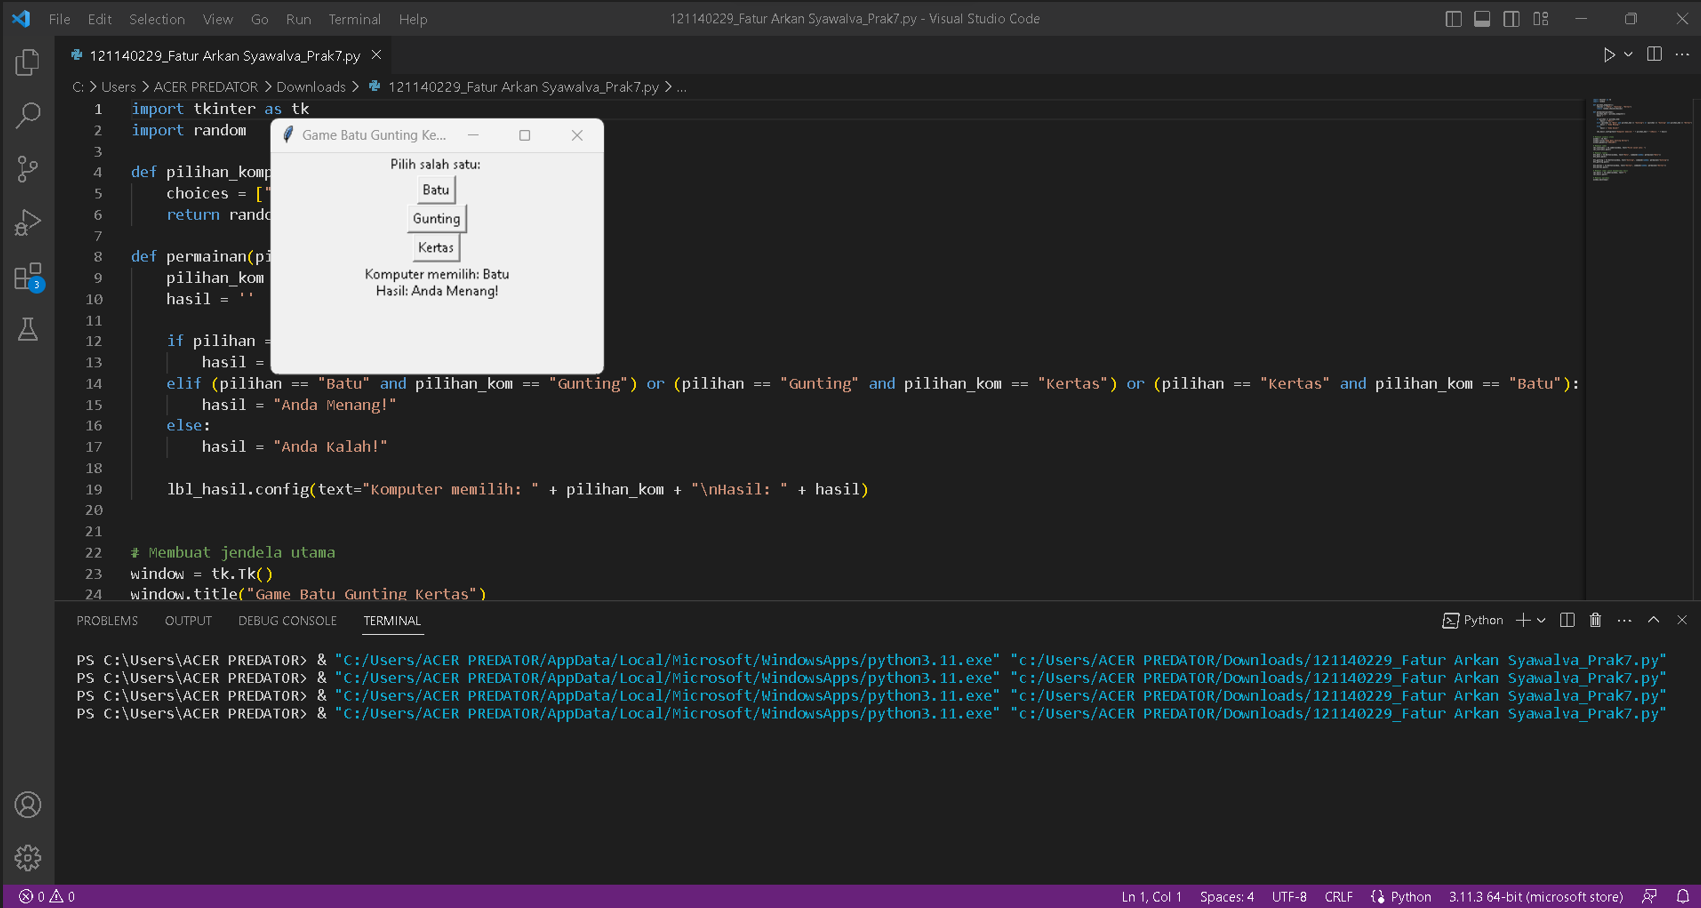 File Edit Selection View Go Run Terminal Help
121140229_Fatur Arkan Syawalva_Prak7.py - Visual Studio Code
121140229_Fatur Arkan Syawalva_Prak7.py
C: > Users > ACER PREDATOR > Downloads > 121140229_Fatur Arkan Syawalva_Prak7.py > ...
1 import tkinter as tk
2 import random
3
4 def pilihan_komp
5 choices = ["
6 return rando
7
8 def permainan(pi
9 pilihan_kom
10 hasil = ''
11
12 if pilihan =
13 hasil =
14 elif (pilihan == "Batu" and pilihan_kom == "Gunting") or (pilihan == "Gunting" and pilihan_kom == "Kertas") or (pilihan == "Kertas" and pilihan_kom == "Batu"):
15 hasil = "Anda Menang!"
16 else:
17 hasil = "Anda Kalah!"
18
19 lbl_hasil.config(text="Komputer memilih: " + pilihan_kom + "\nHasil: " + hasil)
20
21
22 # Membuat jendela utama
23 window = tk.Tk()
24 window.title("Game Batu Gunting Kertas")
Game Batu Gunting Ke...
Pilih salah satu:
Batu
Gunting
Kertas
Komputer memilih: Batu
Hasil: Anda Menang!
3
PROBLEMS OUTPUT DEBUG CONSOLE TERMINAL
Python
PS C:\Users\ACER PREDATOR> & "C:/Users/ACER PREDATOR/AppData/Local/Microsoft/WindowsApps/python3.11.exe" "c:/Users/ACER PREDATOR/Downloads/121140229_Fatur Arkan Syawalva_Prak7.py"
PS C:\Users\ACER PREDATOR> & "C:/Users/ACER PREDATOR/AppData/Local/Microsoft/WindowsApps/python3.11.exe" "c:/Users/ACER PREDATOR/Downloads/121140229_Fatur Arkan Syawalva_Prak7.py"
PS C:\Users\ACER PREDATOR> & "C:/Users/ACER PREDATOR/AppData/Local/Microsoft/WindowsApps/python3.11.exe" "c:/Users/ACER PREDATOR/Downloads/121140229_Fatur Arkan Syawalva_Prak7.py"
PS C:\Users\ACER PREDATOR> & "C:/Users/ACER PREDATOR/AppData/Local/Microsoft/WindowsApps/python3.11.exe" "c:/Users/ACER PREDATOR/Downloads/121140229_Fatur Arkan Syawalva_Prak7.py"
0 0
Ln 1, Col 1 Spaces: 4 UTF-8 CRLF Python 3.11.3 64-bit (microsoft store)